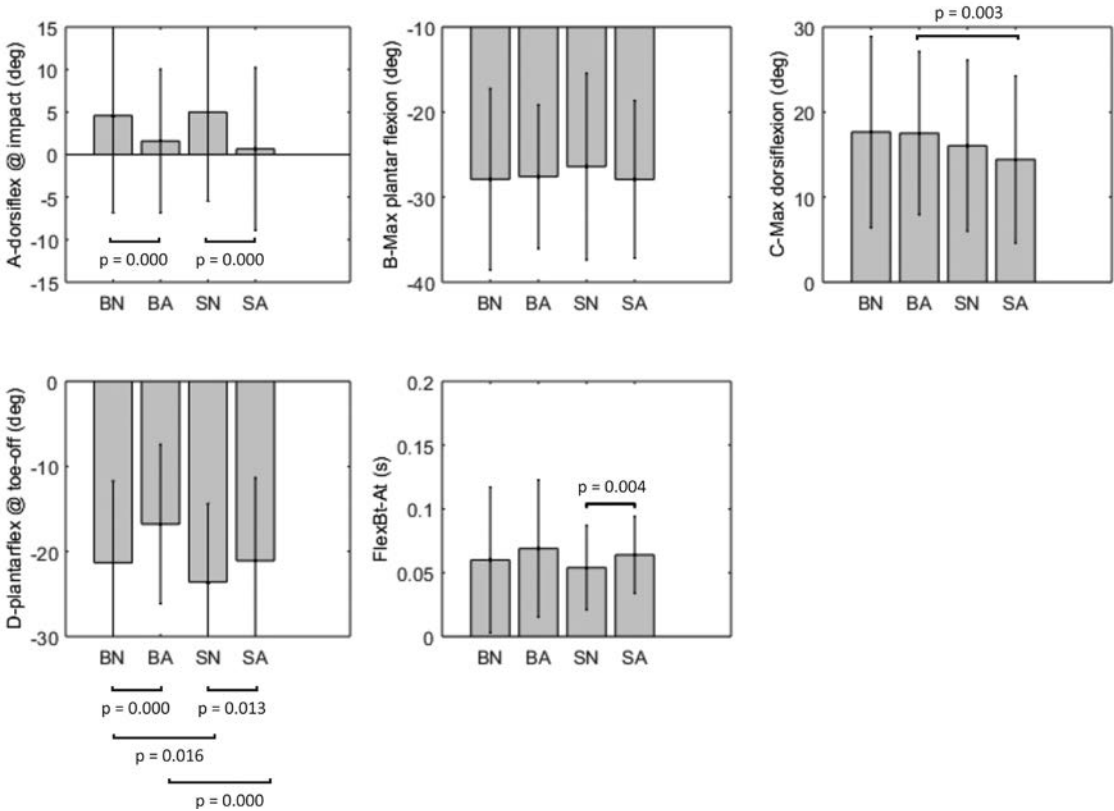 A-dorsiflex @ impact (deg)
15
10
5
0
-5
-10
-15
p = 0.000
p = 0.000
BN BA SN SA
B-Max plantar flexion (deg)
-10
-20
-30
-40
BN BA SN SA
C-Max dorsiflexion (deg)
p = 0.003
30
20
10
0
BN BA SN SA
D-plantarflex @ toe-off (deg)
0
-10
-20
-30
BN BA SN SA
p = 0.000
p = 0.013
p = 0.016
p = 0.000
FlexBt-At (s)
0.2
0.15
0.1
0.05
0
p = 0.004
BN BA SN SA